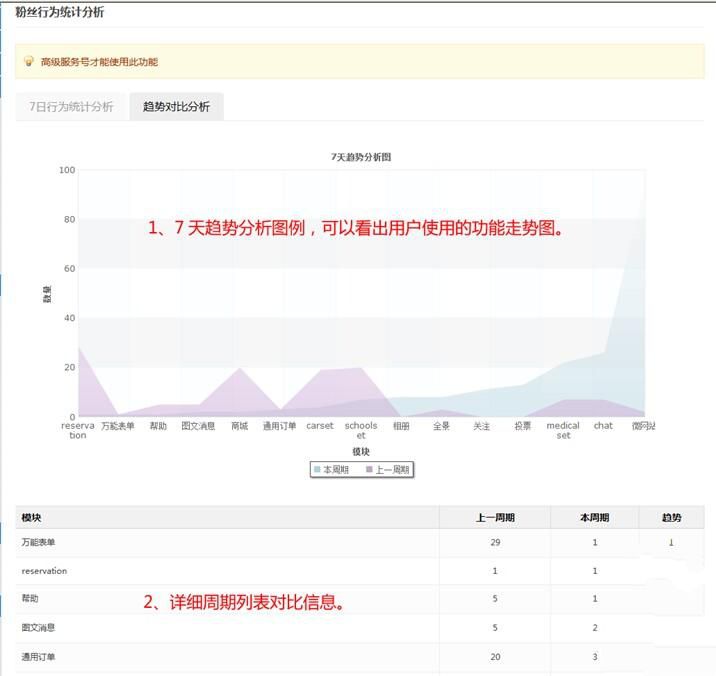 粉丝行为统计分析
高级服务号才能使用此功能
7日行为统计分析 趋势对比分析
7天趋势分析图
100
80
1、7 天趋势分析图例，可以看出用户使用的功能走势图。
60
数量
40
20
0
reservation 万能表单 帮助 图文消息 商城 通用订单 carset schoolset 相册 全景 关注 投票 medicalset chat 微网站
模块
本周期 上一周期
模块 上一周期 本周期 趋势
万能表单 29 1
reservation 1 1
帮助 5 1
2、详细周期列表对比信息。
图文消息 5 2
通用订单 20 3